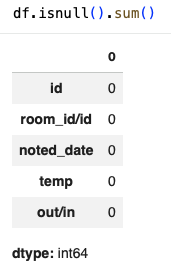 df.isnull().sum()
0
id 0
room_id/id 0
noted_date 0
temp 0
out/in 0
dtype: int64